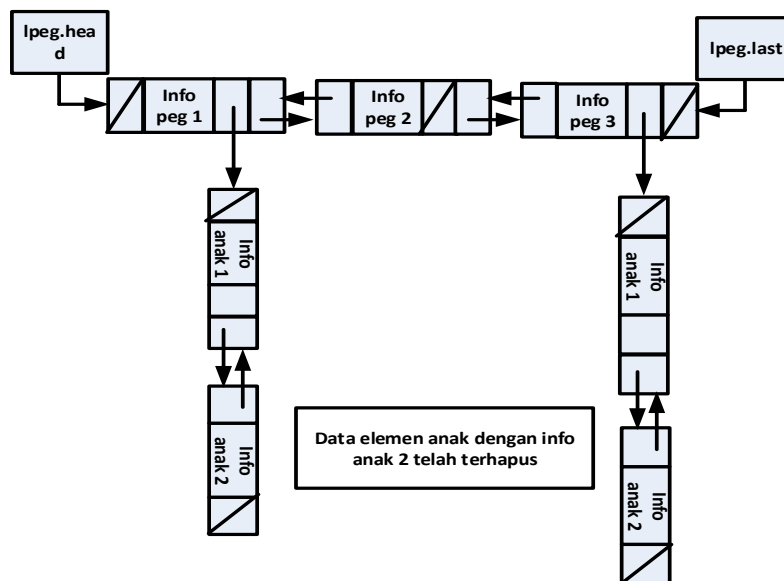 lpeg.hea
d
lpeg.last
Info
peg 1
Info
peg 2
Info
peg 3
Info
anak 1
Info
anak 1
Info
anak 2
Info
anak 2
Data elemen anak dengan info
anak 2 telah terhapus